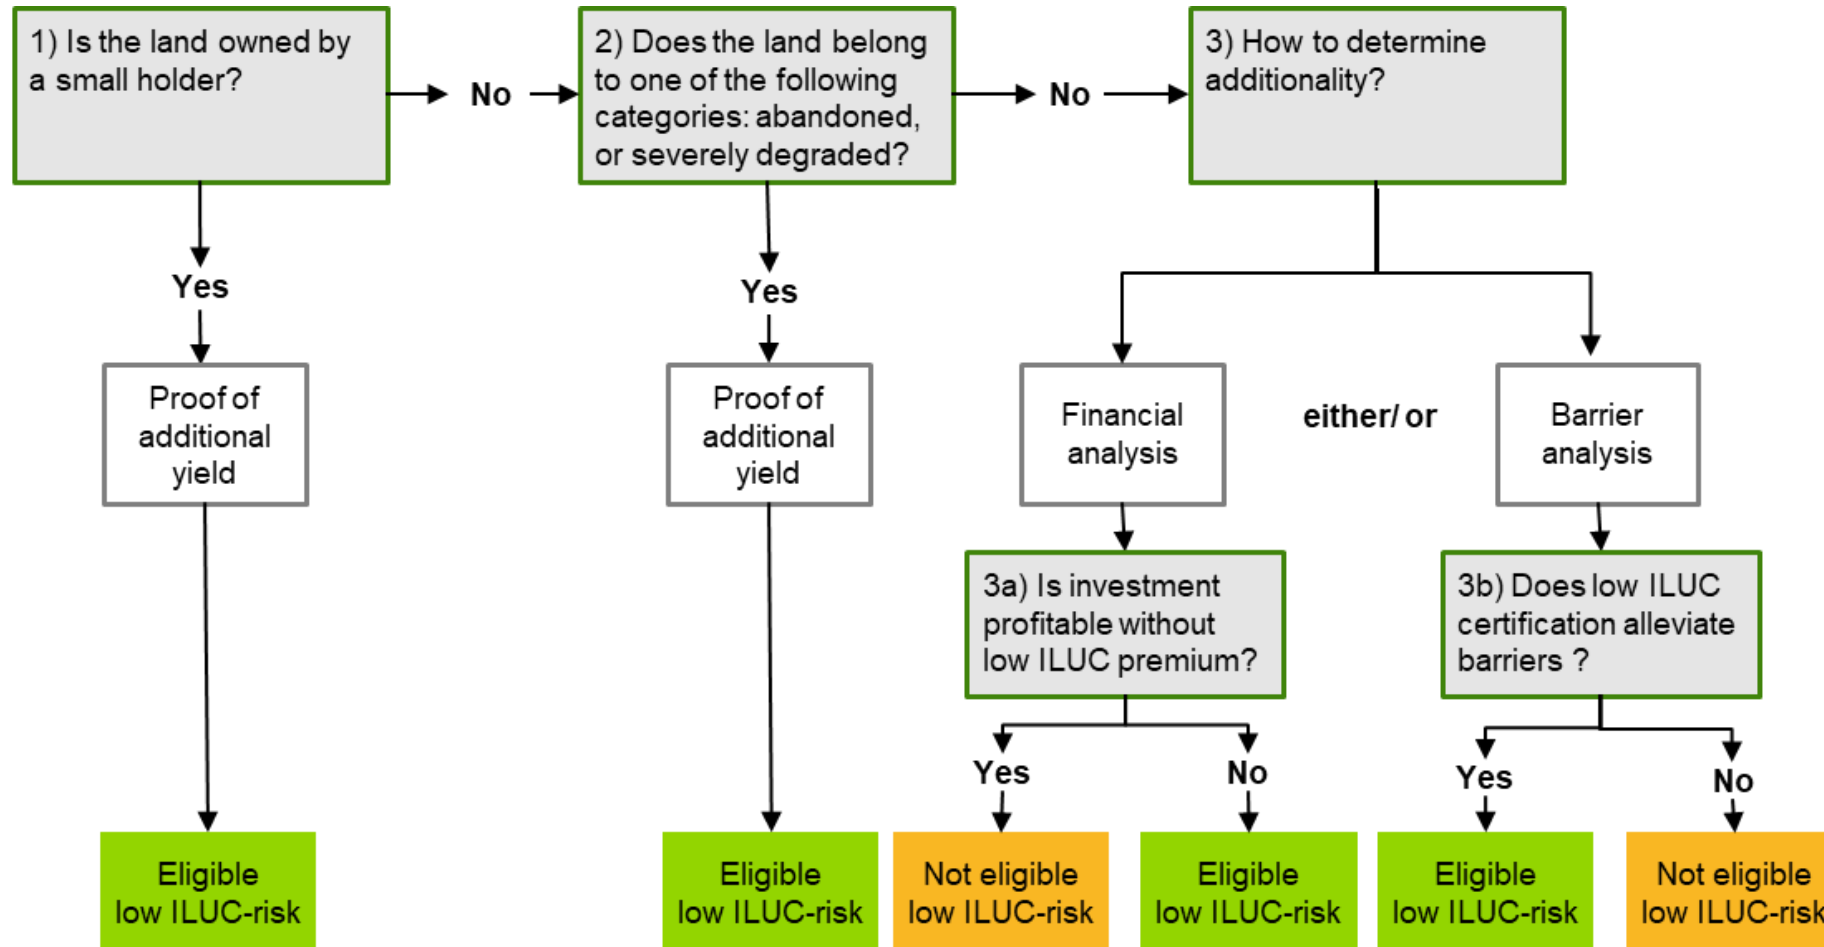 1) Is the land owned by
a small holder?
No
2) Does the land belong
to one of the following
categories: abandoned,
or severely degraded?
No
3) How to determine
additionality?
Yes
Yes
Proof of
additional
yield
Proof of
additional
yield
Financial
analysis
either/ or
Barrier
analysis
3a) Is investment
profitable without
low ILUC premium?
3b) Does low ILUC
certification alleviate
barriers ?
Yes
No
Yes
No
Eligible
low ILUC-risk
Eligible
low ILUC-risk
Not eligible
low ILUC-risk
Eligible
low ILUC-risk
Eligible
low ILUC-risk
Not eligible
low ILUC-risk